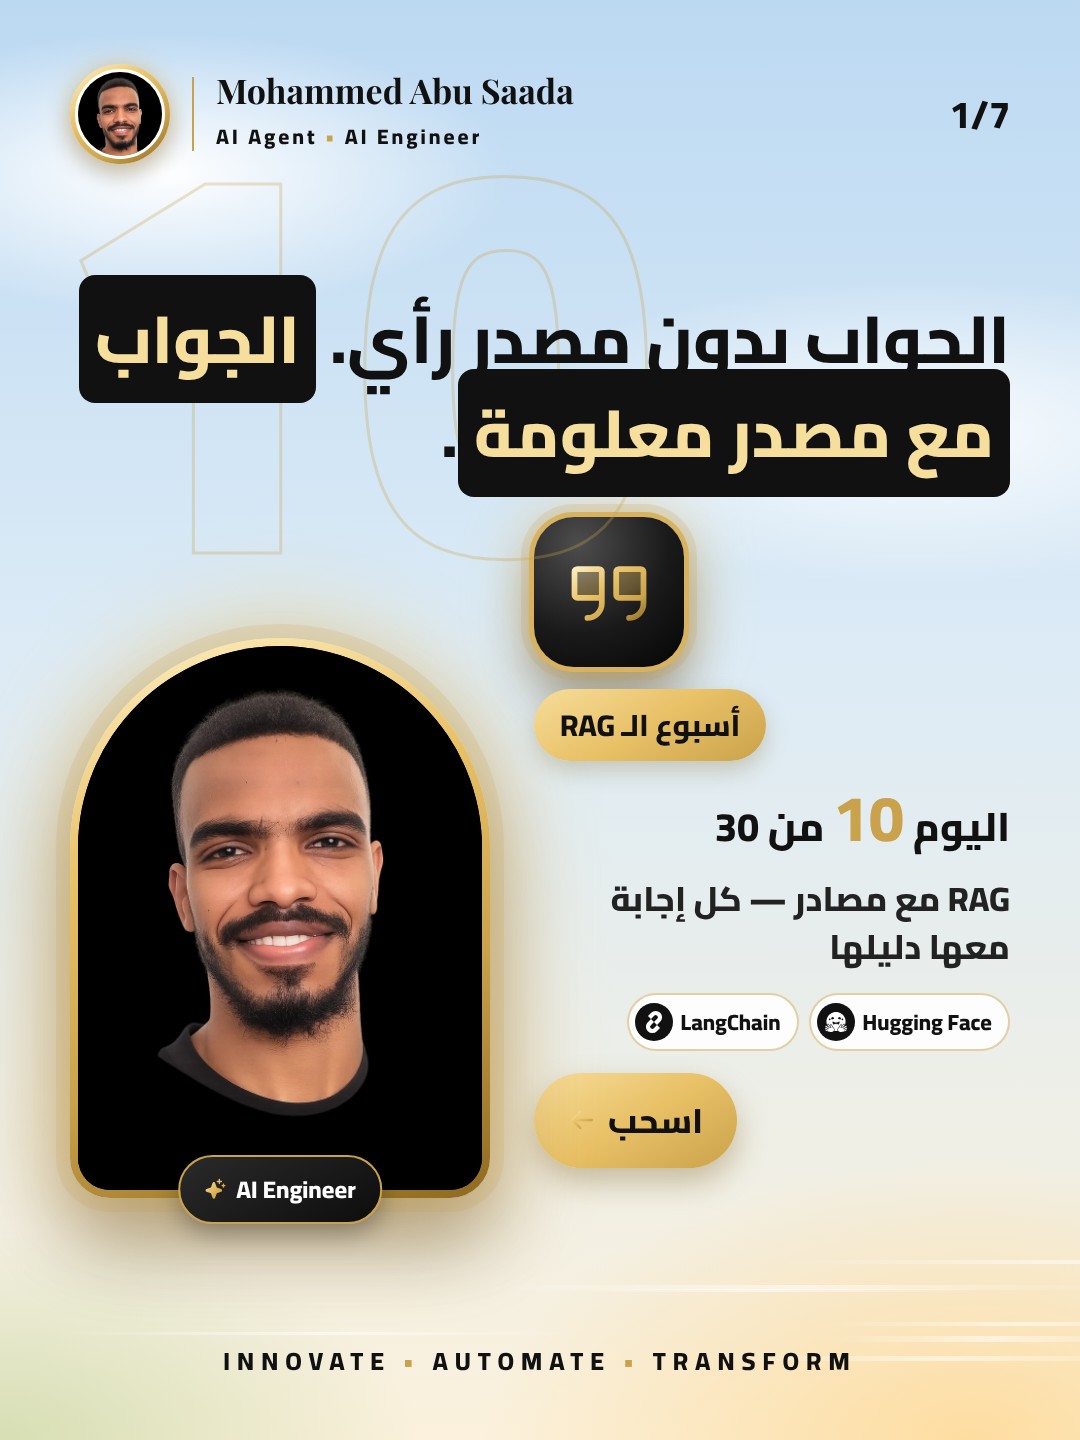 Mohammed Abu Saada
AI Agent ▪ AI Engineer
1/7
10
الجواب بدون مصدر رأي. الجواب
مع مصدر معلومة.
أسبوع الـ RAG
اليوم 10 من 30
RAG مع مصادر — كل إجابة
معها دليلها
Hugging Face
LangChain
اسحب ←
AI Engineer
INNOVATE ▪ AUTOMATE ▪ TRANSFORM